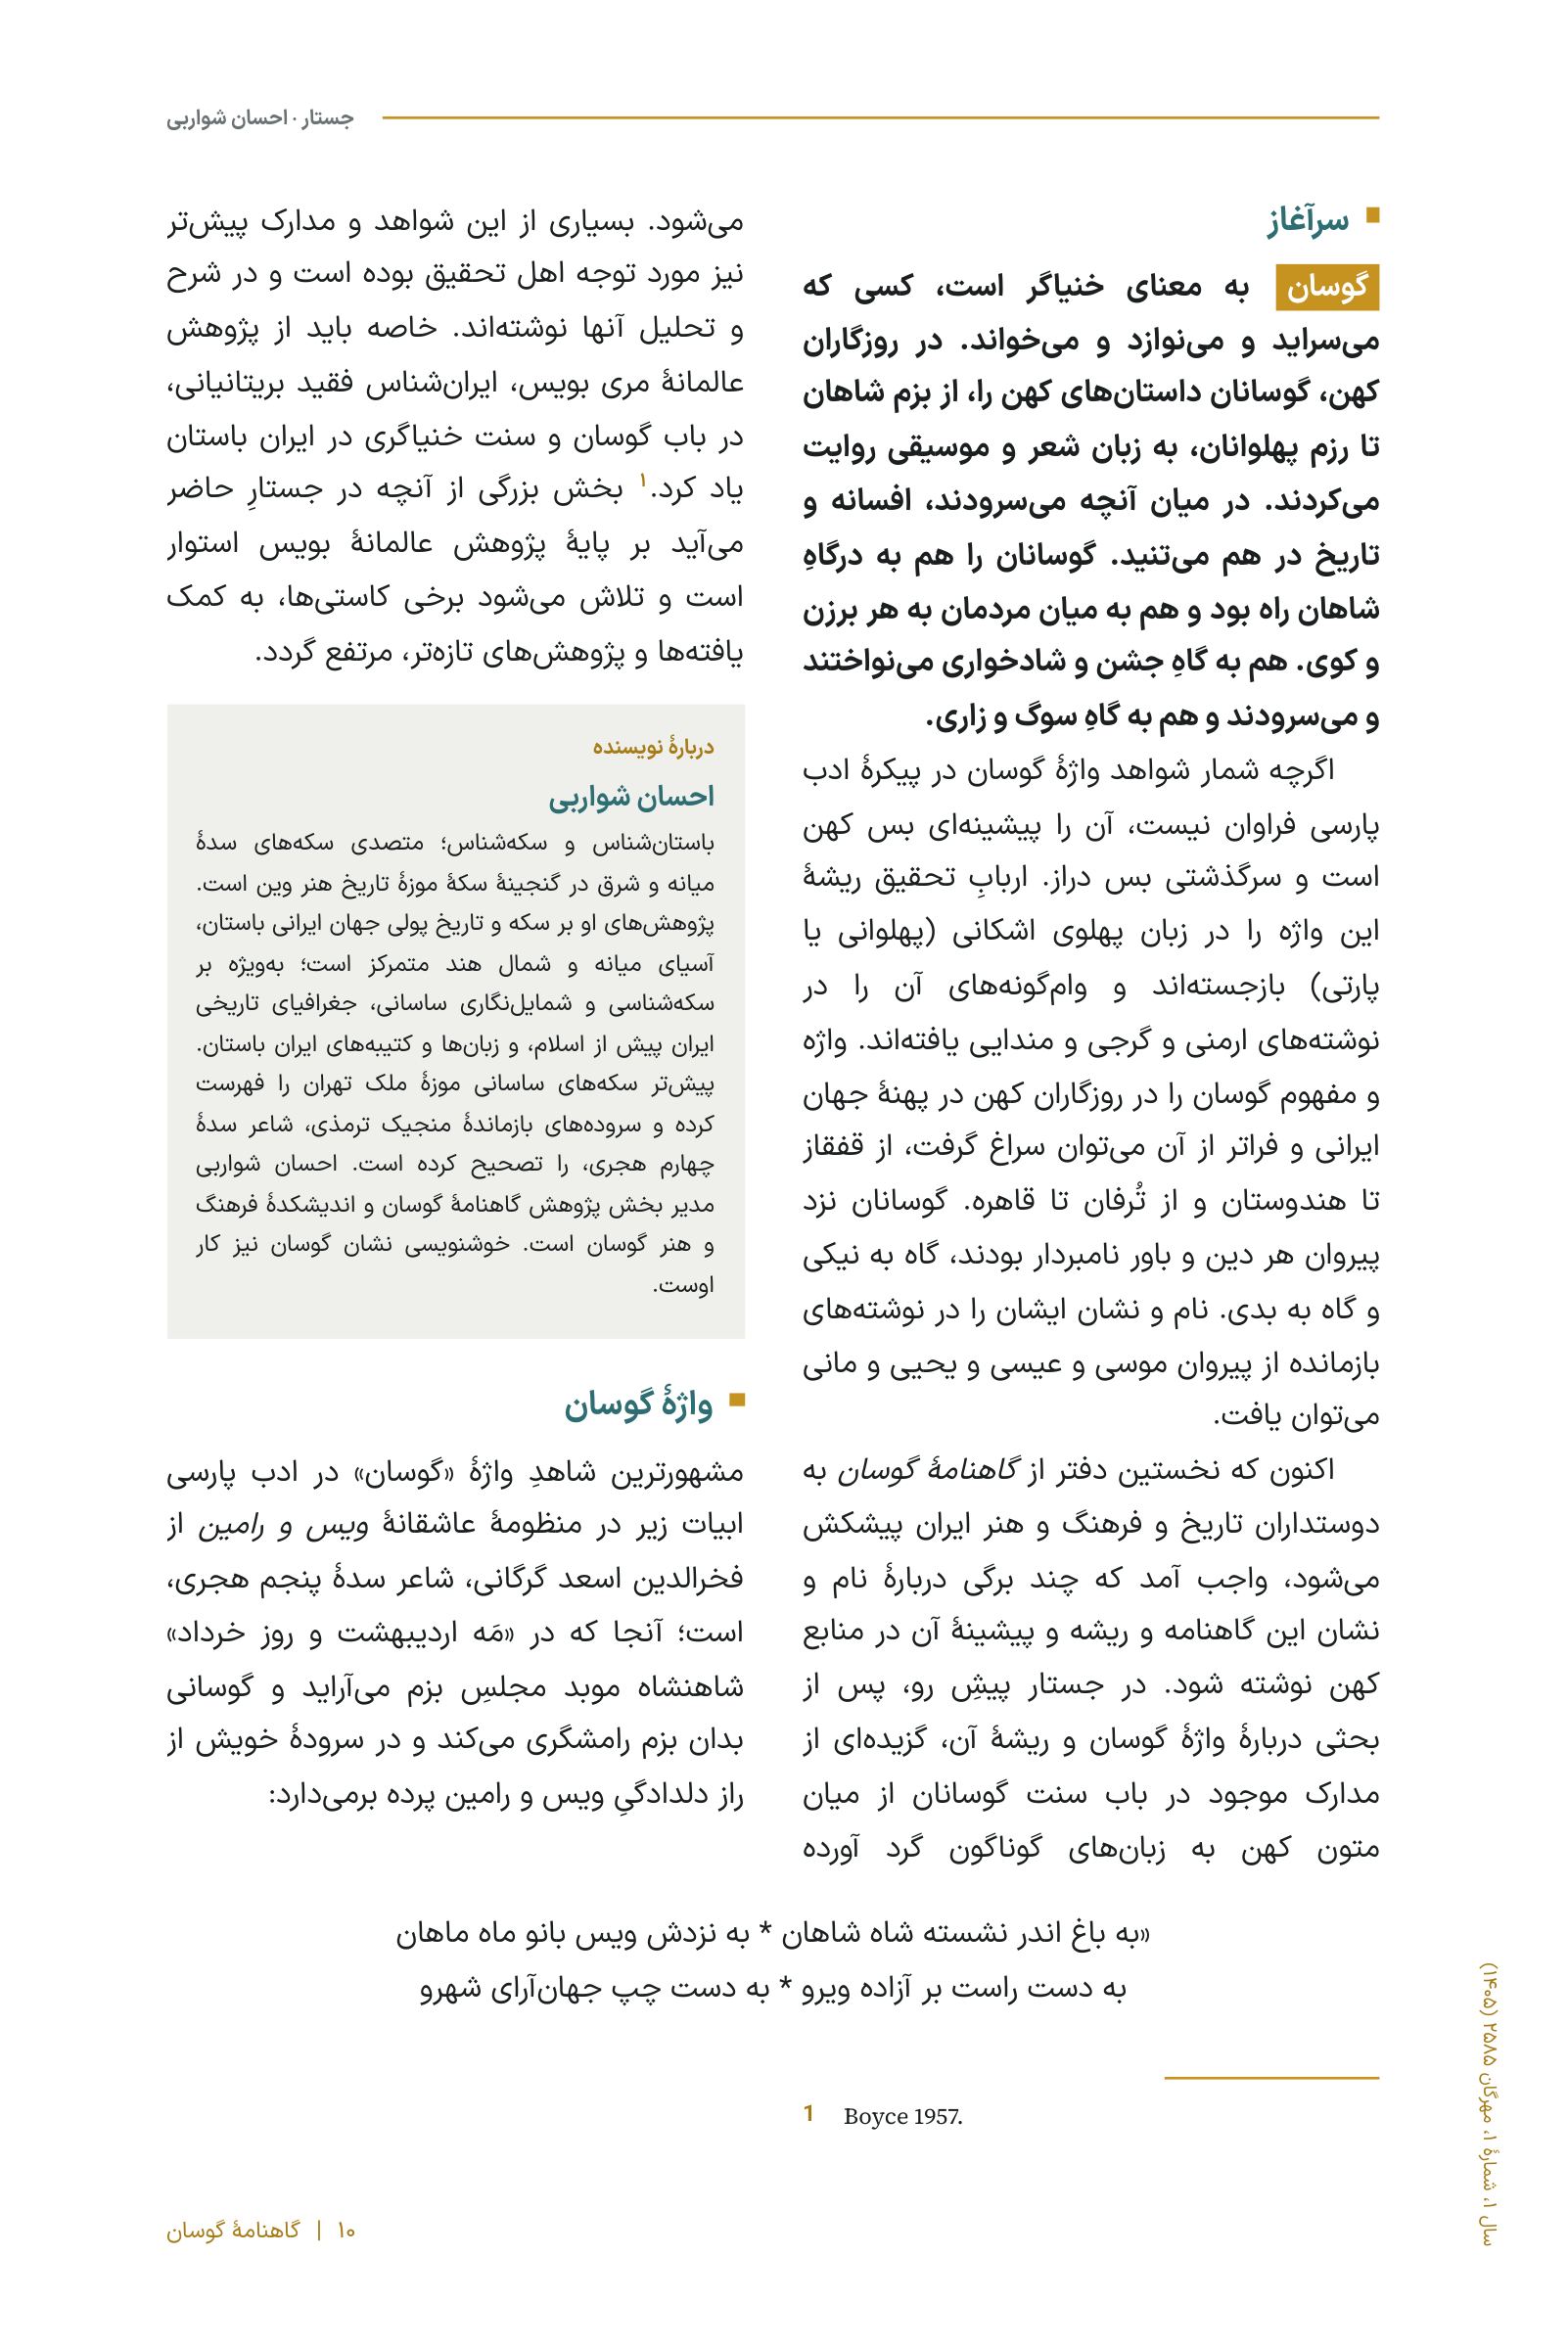 جستار · احسان شواربی
سرآغاز
گوسان به معنای خنیاگر است، کسی که
می‌سراید و می‌نوازد و می‌خواند. در روزگاران
کهن، گوسانان داستان‌های کهن را، از بزم شاهان
تا رزم پهلوانان، به زبان شعر و موسیقی روایت
می‌کردند. در میان آنچه می‌سرودند، افسانه و
تاریخ در هم می‌تنید. گوسانان را هم به درگاهِ
شاهان راه بود و هم به میان مردمان به هر برزن
و کوی. هم به گاهِ جشن و شادخواری می‌نواختند
و می‌سرودند و هم به گاهِ سوگ و زاری.
اگرچه شمار شواهد واژهٔ گوسان در پیکرهٔ ادب
پارسی فراوان نیست، آن را پیشینه‌ای بس کهن
است و سرگذشتی بس دراز. اربابِ تحقیق ریشهٔ
این واژه را در زبان پهلوی اشکانی (پهلوانی یا
پارتی) بازجسته‌اند و وام‌گونه‌های آن را در
نوشته‌های ارمنی و گرجی و مندایی یافته‌اند. واژه
و مفهوم گوسان را در روزگاران کهن در پهنهٔ جهان
ایرانی و فراتر از آن می‌توان سراغ گرفت، از قفقاز
تا هندوستان و از تُرفان تا قاهره. گوسانان نزد
پیروان هر دین و باور نامبردار بودند، گاه به نیکی
و گاه به بدی. نام و نشان ایشان را در نوشته‌های
بازمانده از پیروان موسی و عیسی و یحیی و مانی
می‌توان یافت.
اکنون که نخستین دفتر از گاهنامهٔ گوسان به
دوستداران تاریخ و فرهنگ و هنر ایران پیشکش
می‌شود، واجب آمد که چند برگی دربارهٔ نام و
نشان این گاهنامه و ریشه و پیشینهٔ آن در منابع
کهن نوشته شود. در جستار پیشِ رو، پس از
بحثی دربارهٔ واژهٔ گوسان و ریشهٔ آن، گزیده‌ای از
مدارک موجود در باب سنت گوسانان از میان
متون کهن به زبان‌های گوناگون گرد آورده
می‌شود. بسیاری از این شواهد و مدارک پیش‌تر
نیز مورد توجه اهل تحقیق بوده است و در شرح
و تحلیل آنها نوشته‌اند. خاصه باید از پژوهش
عالمانهٔ مری بویس، ایران‌شناس فقید بریتانیانی،
در باب گوسان و سنت خنیاگری در ایران باستان
یاد کرد.۱ بخش بزرگی از آنچه در جستارِ حاضر
می‌آید بر پایهٔ پژوهش عالمانهٔ بویس استوار
است و تلاش می‌شود برخی کاستی‌ها، به کمک
یافته‌ها و پژوهش‌های تازه‌تر، مرتفع گردد.
دربارهٔ نویسنده
احسان شواربی
باستان‌شناس و سکه‌شناس؛ متصدی سکه‌های سدهٔ
میانه و شرق در گنجینهٔ سکهٔ موزهٔ تاریخ هنر وین است.
پژوهش‌های او بر سکه و تاریخ پولی جهان ایرانی باستان،
آسیای میانه و شمال هند متمرکز است؛ به‌ویژه بر
سکه‌شناسی و شمایل‌نگاری ساسانی، جغرافیای تاریخی
ایران پیش از اسلام، و زبان‌ها و کتیبه‌های ایران باستان.
پیش‌تر سکه‌های ساسانی موزهٔ ملک تهران را فهرست
کرده و سروده‌های بازماندهٔ منجیک ترمذی، شاعر سدهٔ
چهارم هجری، را تصحیح کرده است. احسان شواربی
مدیر بخش پژوهش گاهنامهٔ گوسان و اندیشکدهٔ فرهنگ
و هنر گوسان است. خوشنویسی نشان گوسان نیز کار
اوست.
واژهٔ گوسان
مشهورترین شاهدِ واژهٔ «گوسان» در ادب پارسی
ابیات زیر در منظومهٔ عاشقانهٔ ویس و رامین از
فخرالدین اسعد گرگانی، شاعر سدهٔ پنجم هجری،
است؛ آنجا که در «مَه اردیبهشت و روز خرداد»
شاهنشاه موبد مجلسِ بزم می‌آراید و گوسانی
بدان بزم رامشگری می‌کند و در سرودهٔ خویش از
راز دلدادگیِ ویس و رامین پرده برمی‌دارد:
«به باغ اندر نشسته شاه شاهان * به نزدش ویس بانو ماه ماهان
به دست راست بر آزاده ویرو * به دست چپ جهان‌آرای شهرو
1 Boyce 1957.
سال ۱، شمارهٔ ۱، مهرگان ۲۵۸۵ (۱۴۰۵)
۱۰ | گاهنامهٔ گوسان